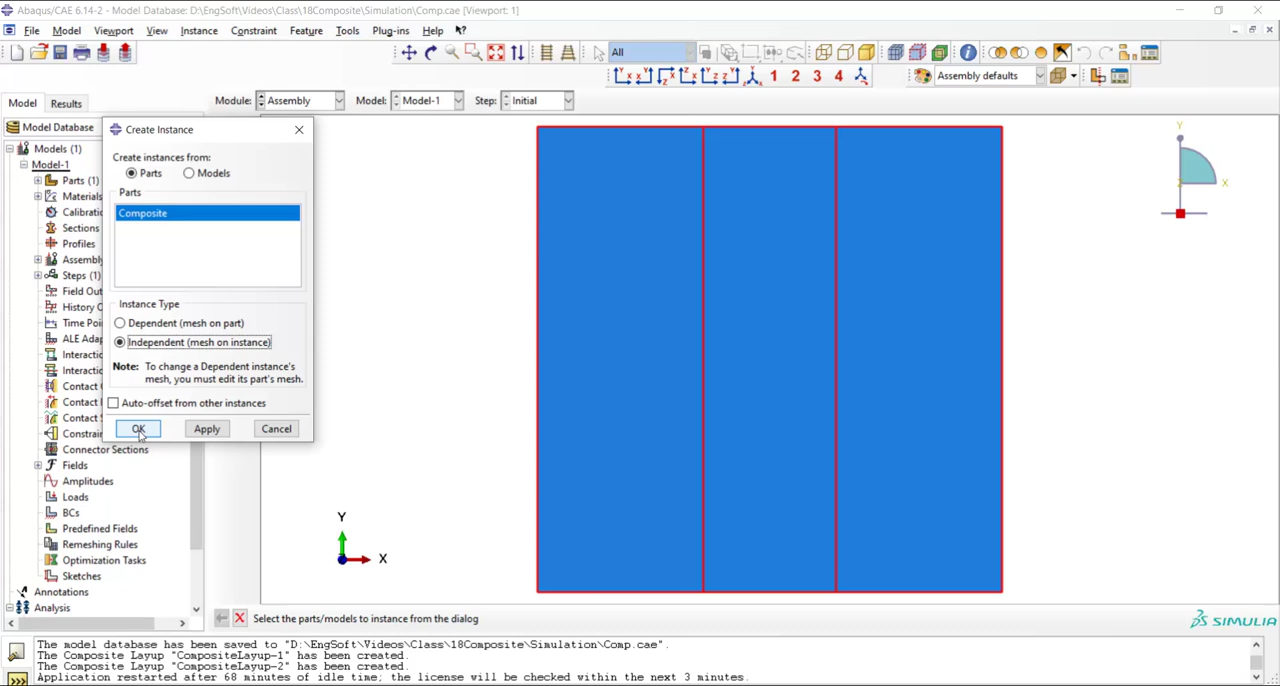 Abaqus/CAE 6.14-2 - Model Database: D:\EngSoft\Videos\Class\18Composite\Simulation\Comp.cae [Viewport: 1]
File Model Viewport View Instance Constraint Feature Tools Plug-ins Help
All
1 2 3 4 Assembly defaults
Model Results Module: Assembly Model: Model-1 Step: Initial
Model Database
Models (1)
Model-1
Parts (1)
Materials
Calibratio
Sections
Profiles
Assembly
Steps (1)
Field Out
History O
Time Poi
ALE Adap
Interactio
Interactio
Contact
Contact
Contact
Constrai
Connector Sections
Fields
Amplitudes
Loads
BCs
Predefined Fields
Remeshing Rules
Optimization Tasks
Sketches
Annotations
Analysis
Create Instance
Create instances from:
Parts Models
Parts
Composite
Instance Type
Dependent (mesh on part)
Independent (mesh on instance)
Note: To change a Dependent instance's
mesh, you must edit its part's mesh.
Auto-offset from other instances
OK Apply Cancel
Y
X
Z
Y
X
Select the parts/models to instance from the dialog
SIMULIA
The model database has been saved to "D:\EngSoft\Videos\Class\18Composite\Simulation\Comp.cae".
The Composite Layup "CompositeLayup-1" has been created.
The Composite Layup "CompositeLayup-2" has been created.
Application restarted after 68 minutes of idle time; the license will be checked within the next 3 minutes.